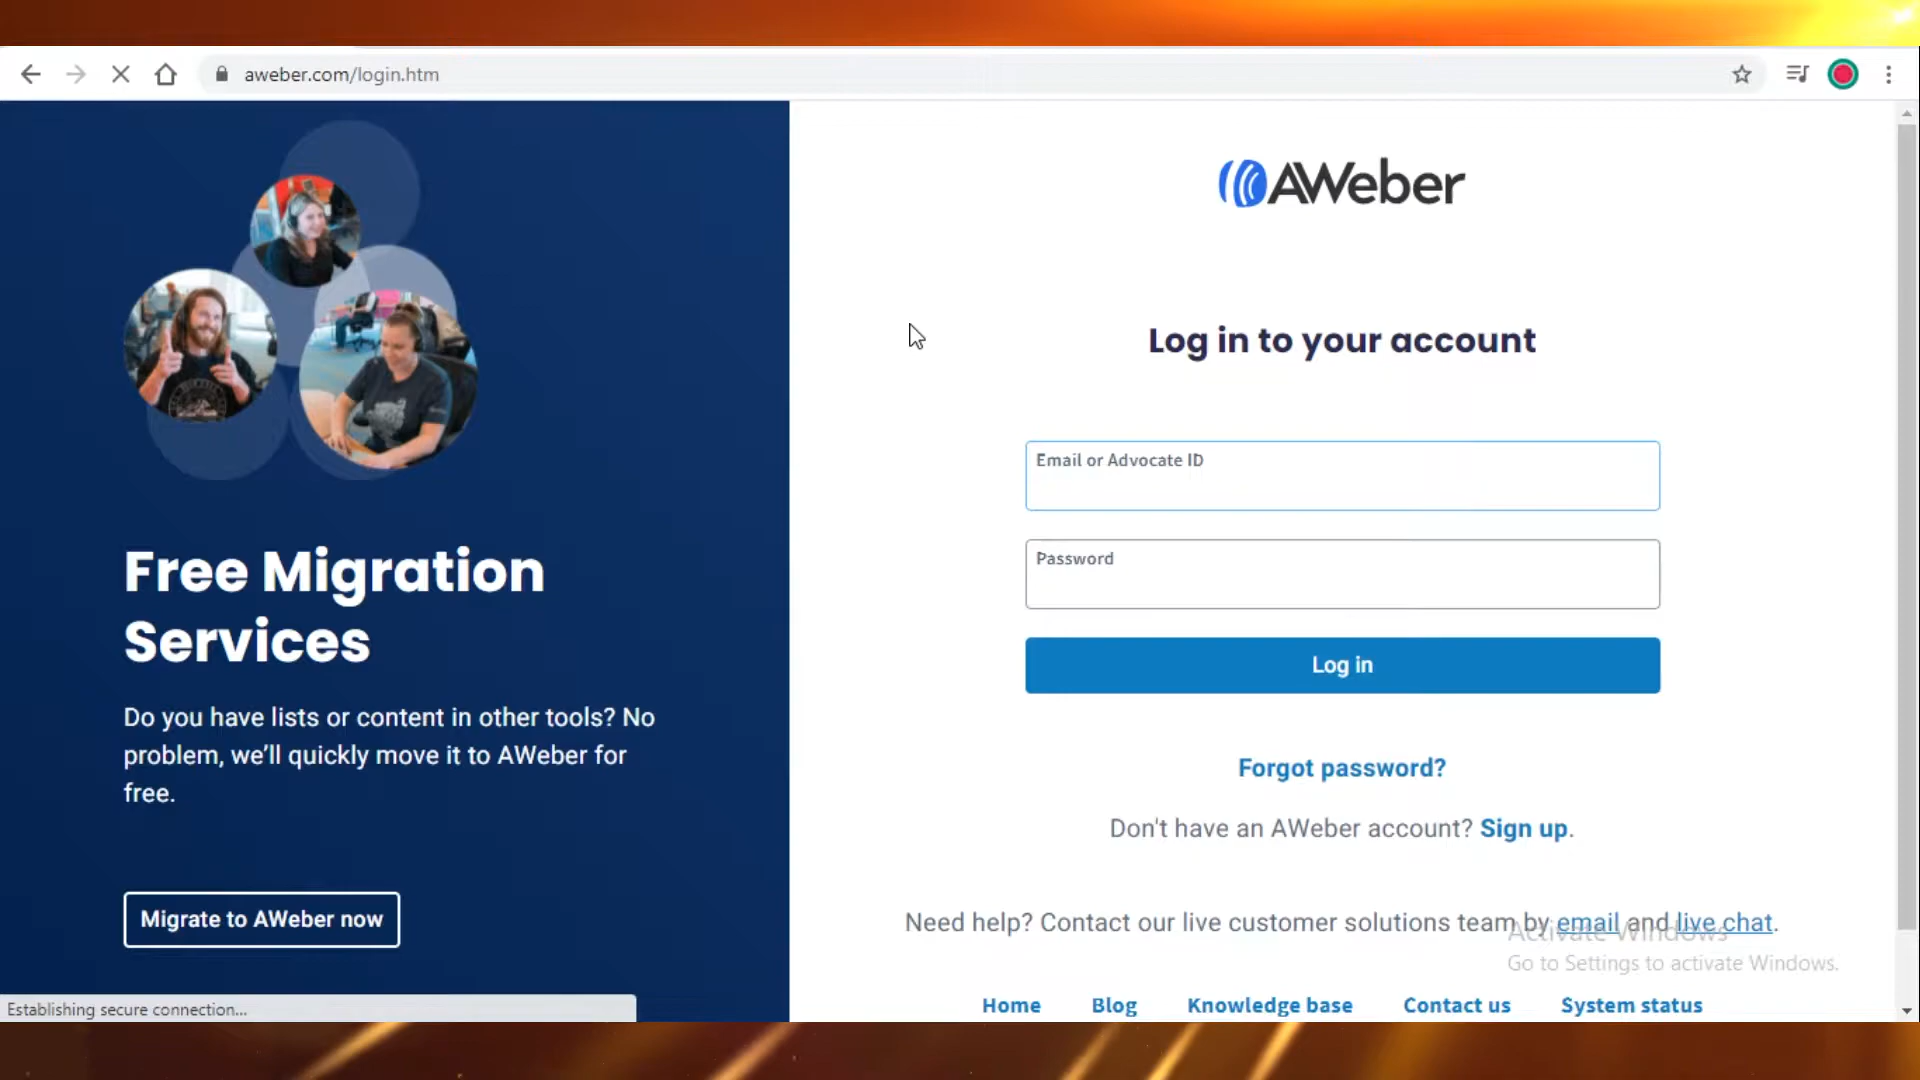 aweber.com/login.htm
AWeber
Log in to your account
Email or Advocate ID
Password
Log in
Forgot password?
Don't have an AWeber account? Sign up.
Need help? Contact our live customer solutions team by email and live chat.
Activate Windows
Go to Settings to activate Windows.
Home Blog Knowledge base Contact us System status
Free Migration
Services
Do you have lists or content in other tools? No
problem, we’ll quickly move it to AWeber for
free.
Migrate to AWeber now
Establishing secure connection...